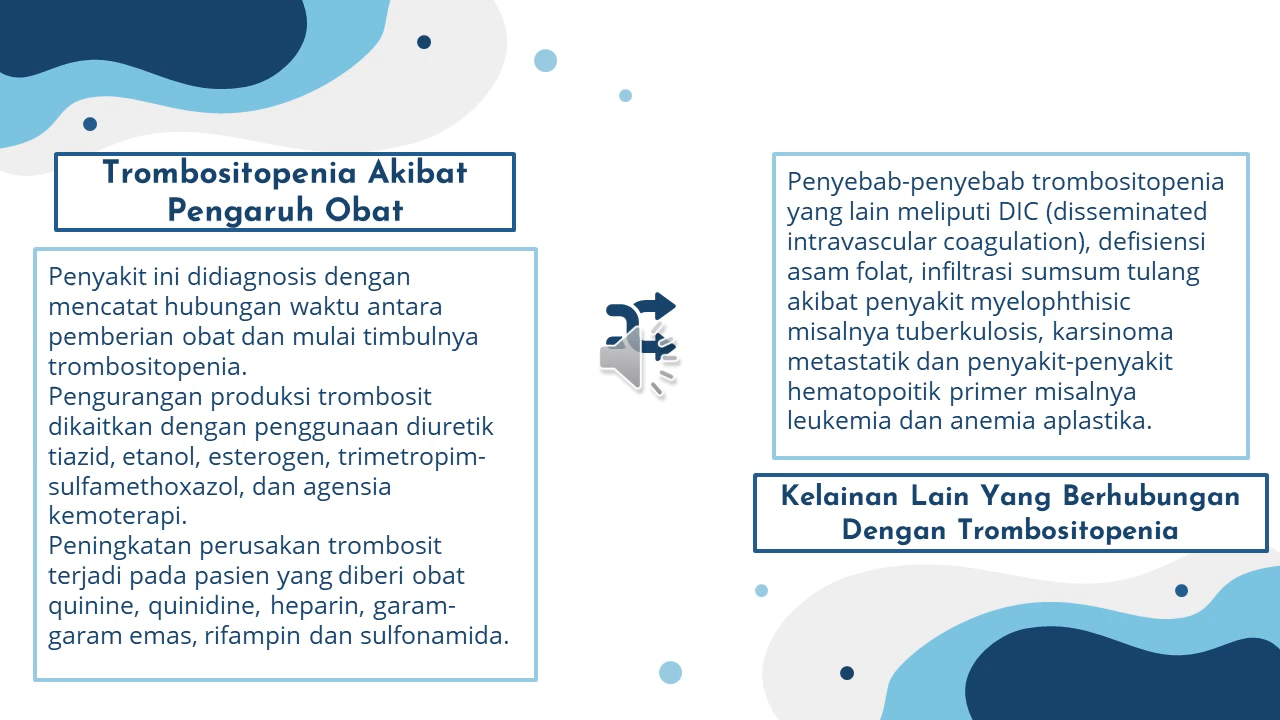 Trombositopenia Akibat
Pengaruh Obat
Penyakit ini didiagnosis dengan
mencatat hubungan waktu antara
pemberian obat dan mulai timbulnya
trombositopenia.
Pengurangan produksi trombosit
dikaitkan dengan penggunaan diuretik
tiazid, etanol, esterogen, trimetropim-
sulfamethoxazol, dan agensia
kemoterapi.
Peningkatan perusakan trombosit
terjadi pada pasien yang diberi obat
quinine, quinidine, heparin, garam-
garam emas, rifampin dan sulfonamida.
Penyebab-penyebab trombositopenia
yang lain meliputi DIC (disseminated
intravascular coagulation), defisiensi
asam folat, infiltrasi sumsum tulang
akibat penyakit myelophthisic
misalnya tuberkulosis, karsinoma
metastatik dan penyakit-penyakit
hematopoitik primer misalnya
leukemia dan anemia aplastika.
Kelainan Lain Yang Berhubungan
Dengan Trombositopenia